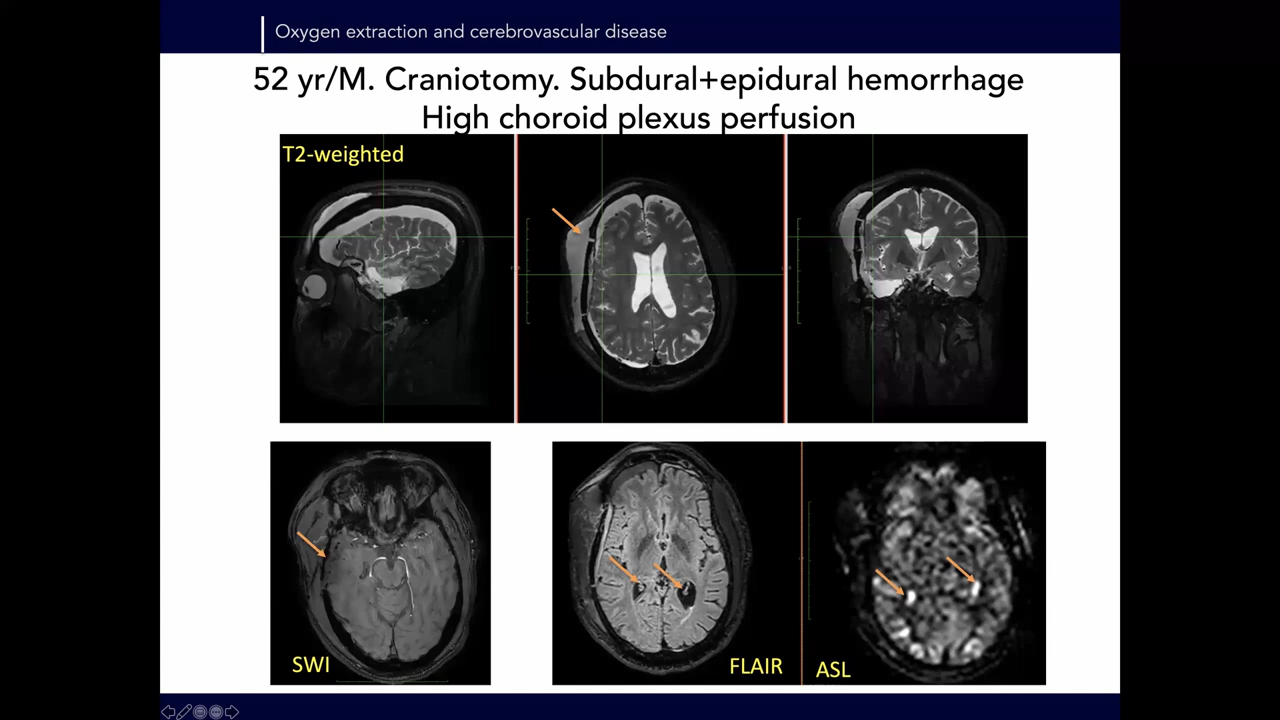 Oxygen extraction and cerebrovascular disease
52 yr/M. Craniotomy. Subdural+epidural hemorrhage
High choroid plexus perfusion
T2-weighted
SWI
FLAIR
ASL